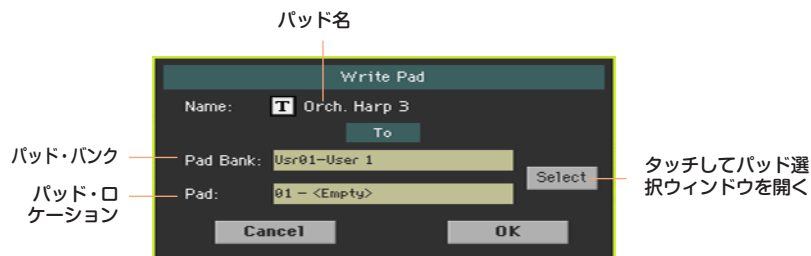 パッド名
Write Pad
Name: T Orch. Harp 3
To
パッド・バンク
Pad Bank: Usr01-User 1
Select
タッチしてパッド選
択ウィンドウを開く
パッド・ロ
ケーション
Pad: 01 - <Empty>
Cancel OK